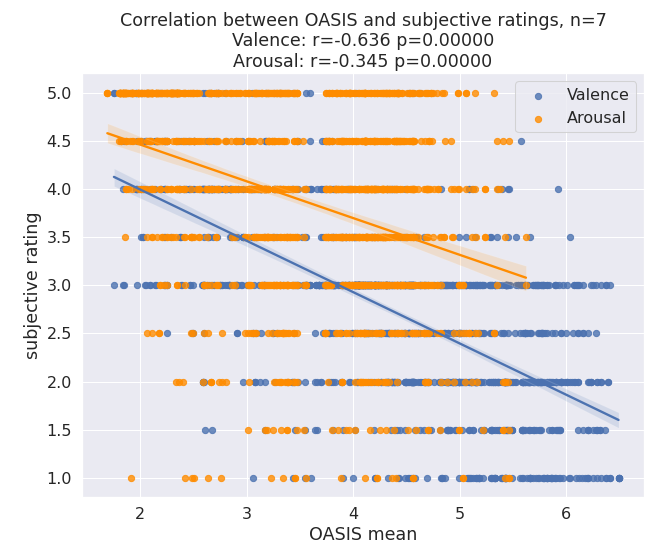 Correlation between OASIS and subjective ratings, n=7
Valence: r=-0.636 p=0.00000
Arousal: r=-0.345 p=0.00000
Valence
Arousal
5.0
4.5
4.0
3.5
3.0
2.5
2.0
1.5
1.0
subjective rating
2 3 4 5 6
OASIS mean